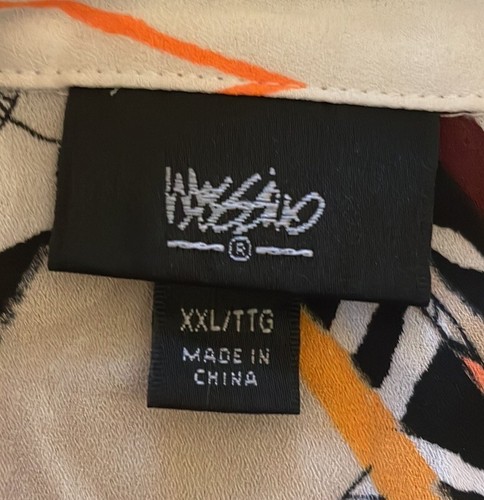 Mossimo
®
XXL/TTG
MADE IN
CHINA